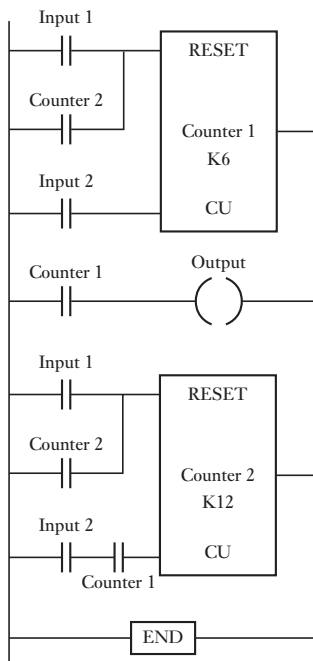 Input 1
RESET
Counter 2
Counter 1
K6
Input 2
CU
Counter 1
Output
Input 1
RESET
Counter 2
Counter 2
K12
Input 2
CU
Counter 1
END